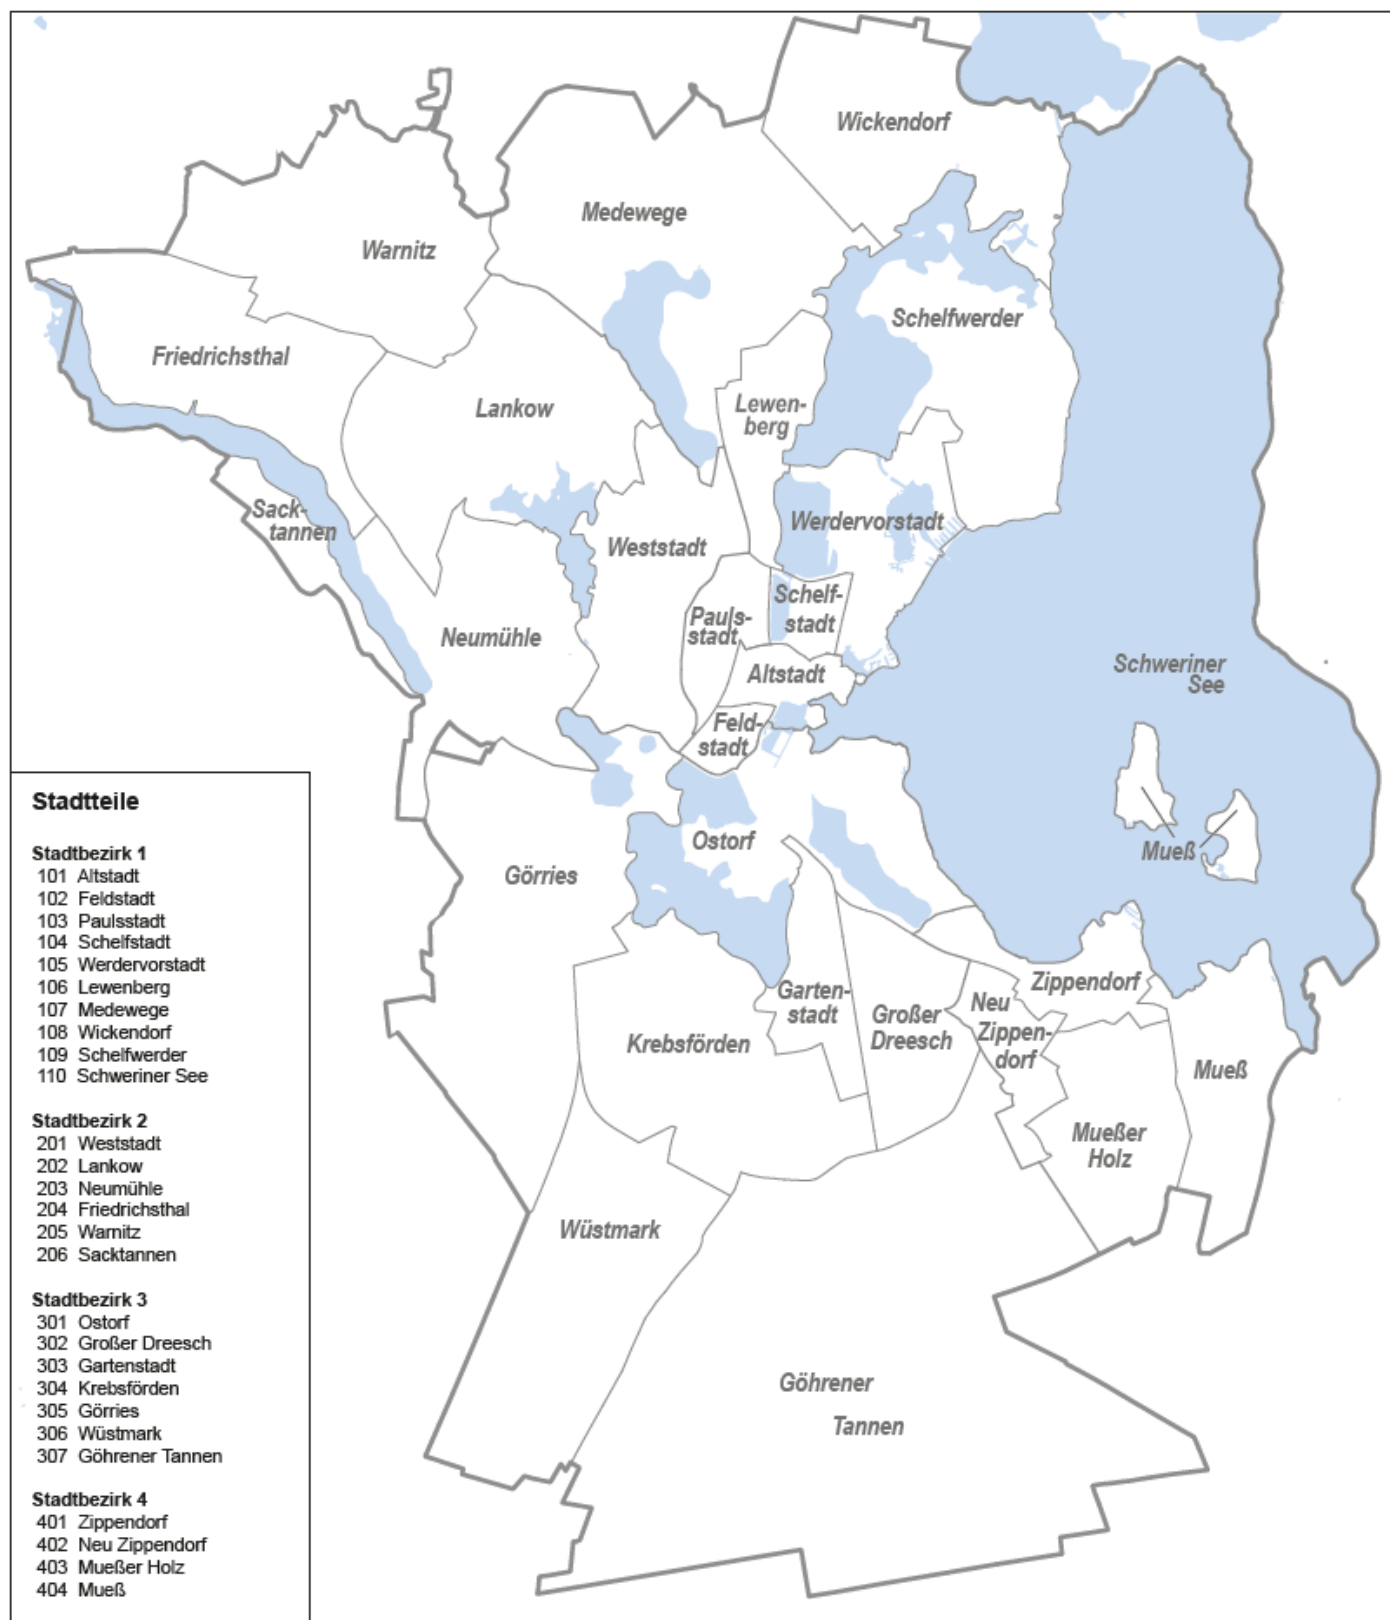 Wickendorf
Medewege
Warnitz
Schelfwerder
Friedrichsthal
Lankow
Lewen-
berg
Sack-
tannen
Werdervorstadt
Weststadt
Schelf-
stadt
Pauls-
stadt
Neumühle
Altstadt
Schweriner
See
Feld-
stadt
Ostorf
Mueß
Görries
Zippendorf
Garten-
stadt
Neu
Zippen-
dorf
Großer
Dreesch
Krebsförden
Mueß
Mueßer
Holz
Wüstmark
Göhrener
Tannen
Stadtteile
Stadtbezirk 1
101 Altstadt
102 Feldstadt
103 Paulsstadt
104 Schelfstadt
105 Werdervorstadt
106 Lewenberg
107 Medewege
108 Wickendorf
109 Schelfwerder
110 Schweriner See
Stadtbezirk 2
201 Weststadt
202 Lankow
203 Neumühle
204 Friedrichsthal
205 Warnitz
206 Sacktannen
Stadtbezirk 3
301 Ostorf
302 Großer Dreesch
303 Gartenstadt
304 Krebsförden
305 Görries
306 Wüstmark
307 Göhrener Tannen
Stadtbezirk 4
401 Zippendorf
402 Neu Zippendorf
403 Mueßer Holz
404 Mueß